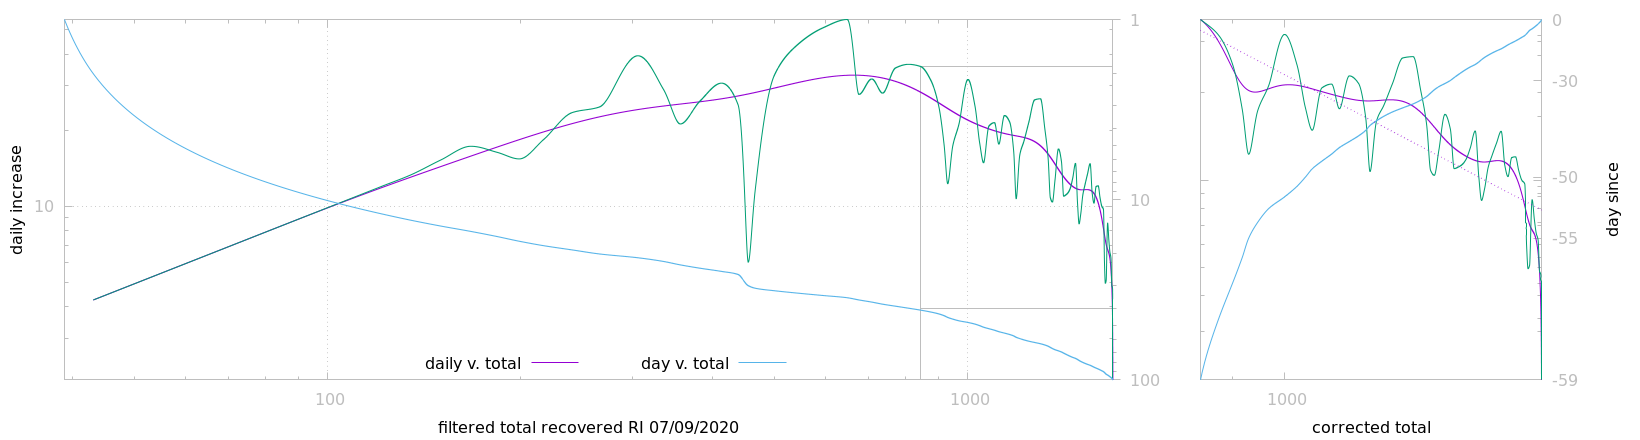 daily increase
10
100
1000
1
10
100
daily v. total
day v. total
filtered total recovered RI 07/09/2020
1000
0
-30
-50
-55
-59
day since
corrected total